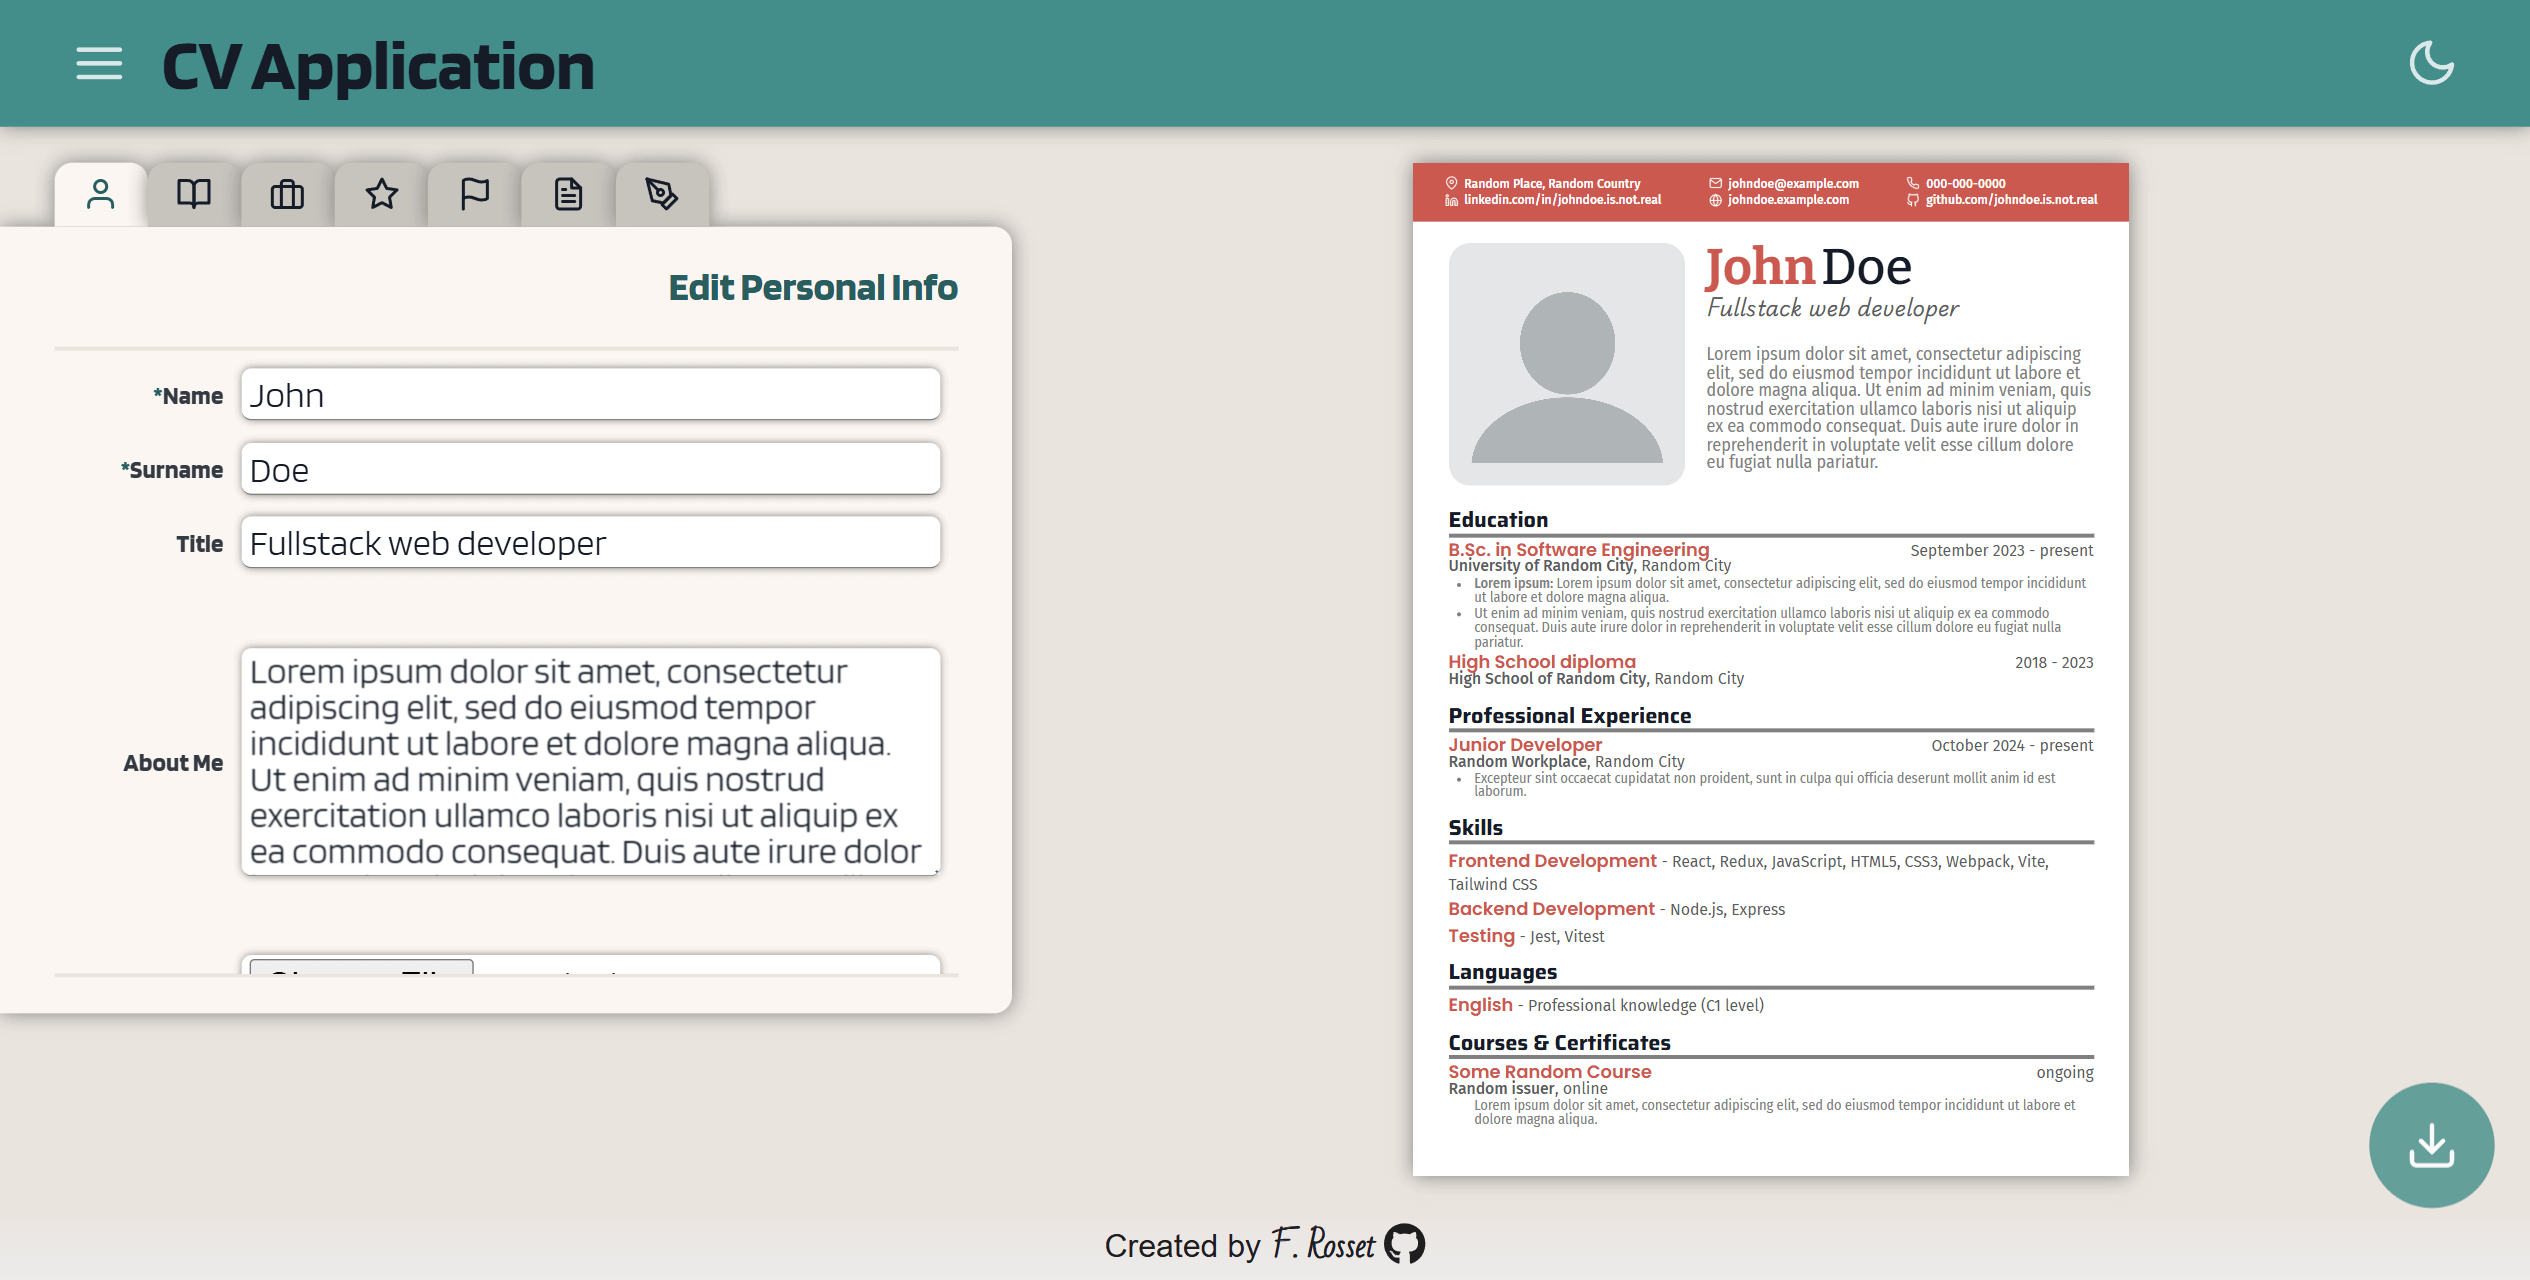 CV Application
Edit Personal Info
*Name
John
*Surname
Doe
Title
Fullstack web developer
About Me
Lorem ipsum dolor sit amet, consectetur
adipiscing elit, sed do eiusmod tempor
incididunt ut labore et dolore magna aliqua.
Ut enim ad minim veniam, quis nostrud
exercitation ullamco laboris nisi ut aliquip ex
ea commodo consequat. Duis aute irure dolor
Random Place, Random Country
johndoe@example.com
000-000-0000
linkedin.com/in/johndoe.is.not.real
johndoe.example.com
github.com/johndoe.is.not.real
John Doe
Fullstack web developer
Lorem ipsum dolor sit amet, consectetur adipiscing
elit, sed do eiusmod tempor incididunt ut labore et
dolore magna aliqua. Ut enim ad minim veniam, quis
nostrud exercitation ullamco laboris nisi ut aliquip
ex ea commodo consequat. Duis aute irure dolor in
reprehenderit in voluptate velit esse cillum dolore
eu fugiat nulla pariatur.
Education
B.Sc. in Software Engineering September 2023 - present
University of Random City, Random City
• Lorem ipsum: Lorem ipsum dolor sit amet, consectetur adipiscing elit, sed do eiusmod tempor incididunt
ut labore et dolore magna aliqua.
• Ut enim ad minim veniam, quis nostrud exercitation ullamco laboris nisi ut aliquip ex ea commodo
consequat. Duis aute irure dolor in reprehenderit in voluptate velit esse cillum dolore eu fugiat nulla
pariatur.
High School diploma 2018 - 2023
High School of Random City, Random City
Professional Experience
Junior Developer October 2024 - present
Random Workplace, Random City
• Excepteur sint occaecat cupidatat non proident, sunt in culpa qui officia deserunt mollit anim id est
laborum.
Skills
Frontend Development - React, Redux, JavaScript, HTML5, CSS3, Webpack, Vite,
Tailwind CSS
Backend Development - Node.js, Express
Testing - Jest, Vitest
Languages
English - Professional knowledge (C1 level)
Courses & Certificates
Some Random Course ongoing
Random issuer, online
Lorem ipsum dolor sit amet, consectetur adipiscing elit, sed do eiusmod tempor incididunt ut labore et
dolore magna aliqua.
Created by F. Rosset